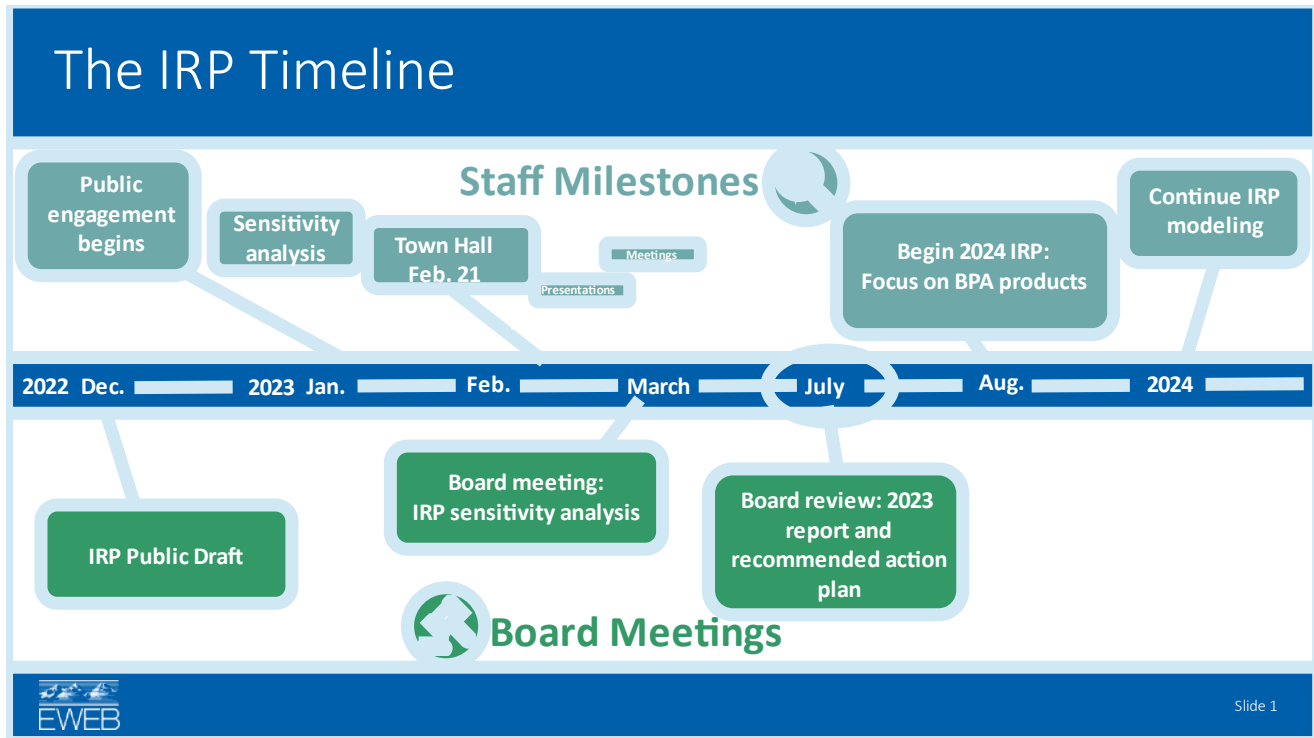 The IRP Timeline
Staff Milestones
Public
engagement
begins
Sensitivity
analysis
Town Hall
Feb. 21
Presentations
Meetings
Begin 2024 IRP:
Focus on BPA products
Continue IRP
modeling
2022 Dec. 2023 Jan. Feb. March July Aug. 2024
IRP Public Draft
Board meeting:
IRP sensitivity analysis
Board review: 2023
report and
recommended action
plan
Board Meetings
EWEB
Slide 1